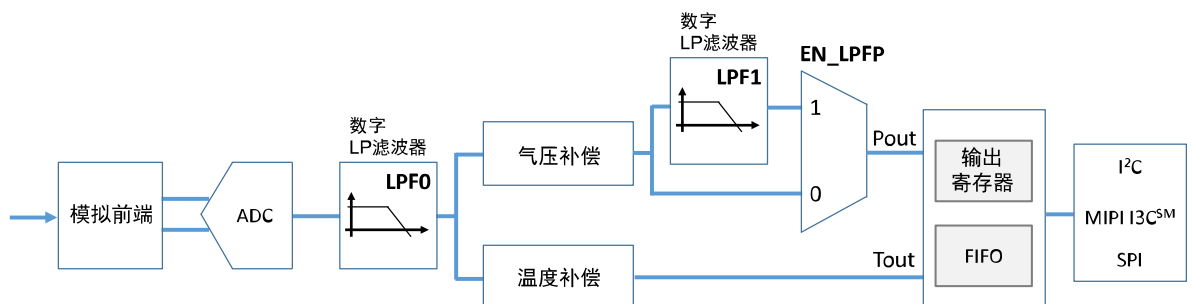 模拟前端
ADC
数字
LP滤波器
LPF0
气压补偿
温度补偿
数字
LP滤波器
LPF1
EN_LPFP
1
0
Pout
Tout
输出
寄存器
FIFO
I²C
MIPI I3Cˢᴹ
SPI